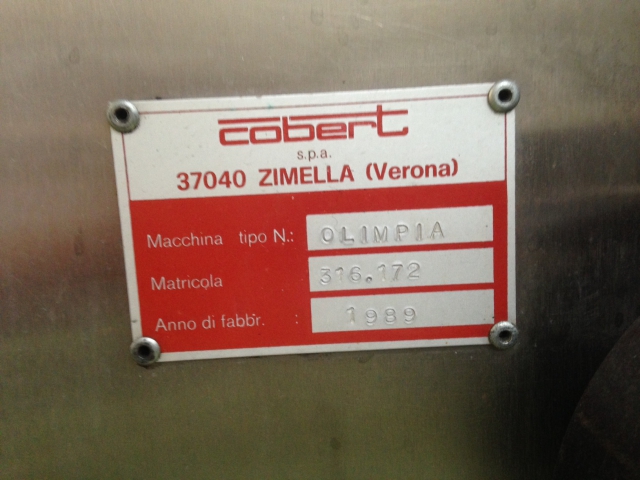 cobert
s.p.a.
37040 ZIMELLA (Verona)
Macchina tipo N.: OLIMPIA
Matricola 316.172
Anno di fabbr. : 1989